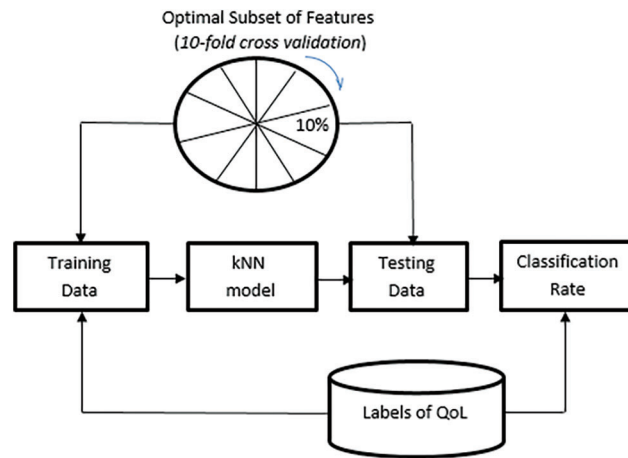 Optimal Subset of Features
(10-fold cross validation)
10%
Training
Data
kNN
model
Testing
Data
Classification
Rate
Labels of QoL